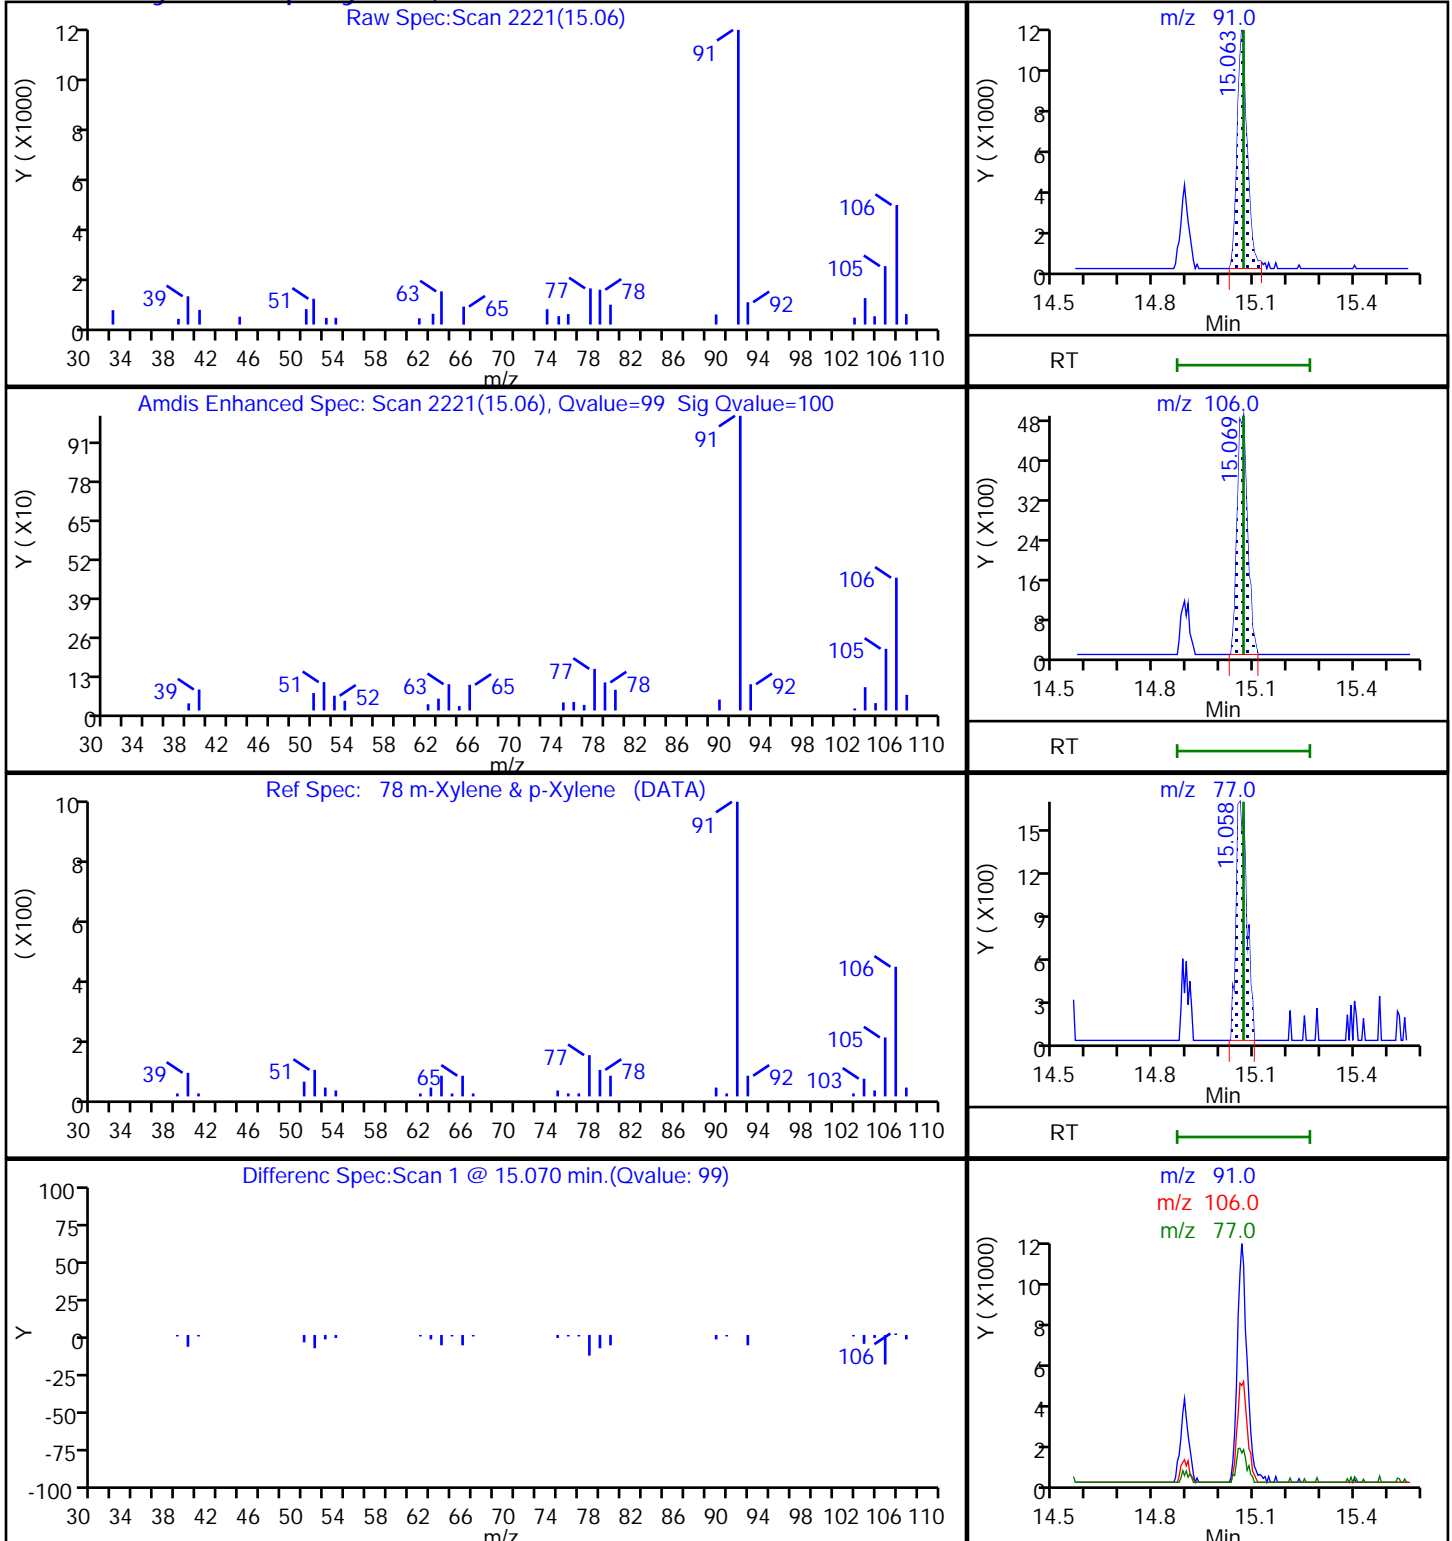 Raw Spec:Scan 2221(15.06)
Y ( X1000)
12
10
8
6
4
2
0
91
106
105
39
51
63
65
77
78
92
30 34 38 42 46 50 54 58 62 66 70 74 78 82 86 90 94 98 102 106 110
m/z
m/z 91.0
Y ( X1000)
12
10
8
6
4
2
0
15.063
14.5 14.8 15.1 15.4
Min
RT
Amdis Enhanced Spec: Scan 2221(15.06), Qvalue=99 Sig Qvalue=100
Y ( X10)
91
78
65
52
39
26
13
0
91
106
105
39
51
52
63
65
77
78
92
30 34 38 42 46 50 54 58 62 66 70 74 78 82 86 90 94 98 102 106 110
m/z
m/z 106.0
Y ( X100)
48
40
32
24
16
8
0
15.069
14.5 14.8 15.1 15.4
Min
RT
Ref Spec: 78 m-Xylene & p-Xylene (DATA)
( X100)
10
8
6
4
2
0
91
106
105
103
39
51
65
77
78
92
30 34 38 42 46 50 54 58 62 66 70 74 78 82 86 90 94 98 102 106 110
m/z 77.0
Y ( X100)
15
12
9
6
3
0
15.058
14.5 14.8 15.1 15.4
Min
RT
Differenc Spec:Scan 1 @ 15.070 min.(Qvalue: 99)
Y
100
75
50
25
0
-25
-50
-75
-100
106
30 34 38 42 46 50 54 58 62 66 70 74 78 82 86 90 94 98 102 106 110
m/z
m/z 91.0
m/z 106.0
m/z 77.0
Y ( X1000)
12
10
8
6
4
2
0
14.5 14.8 15.1 15.4
Min